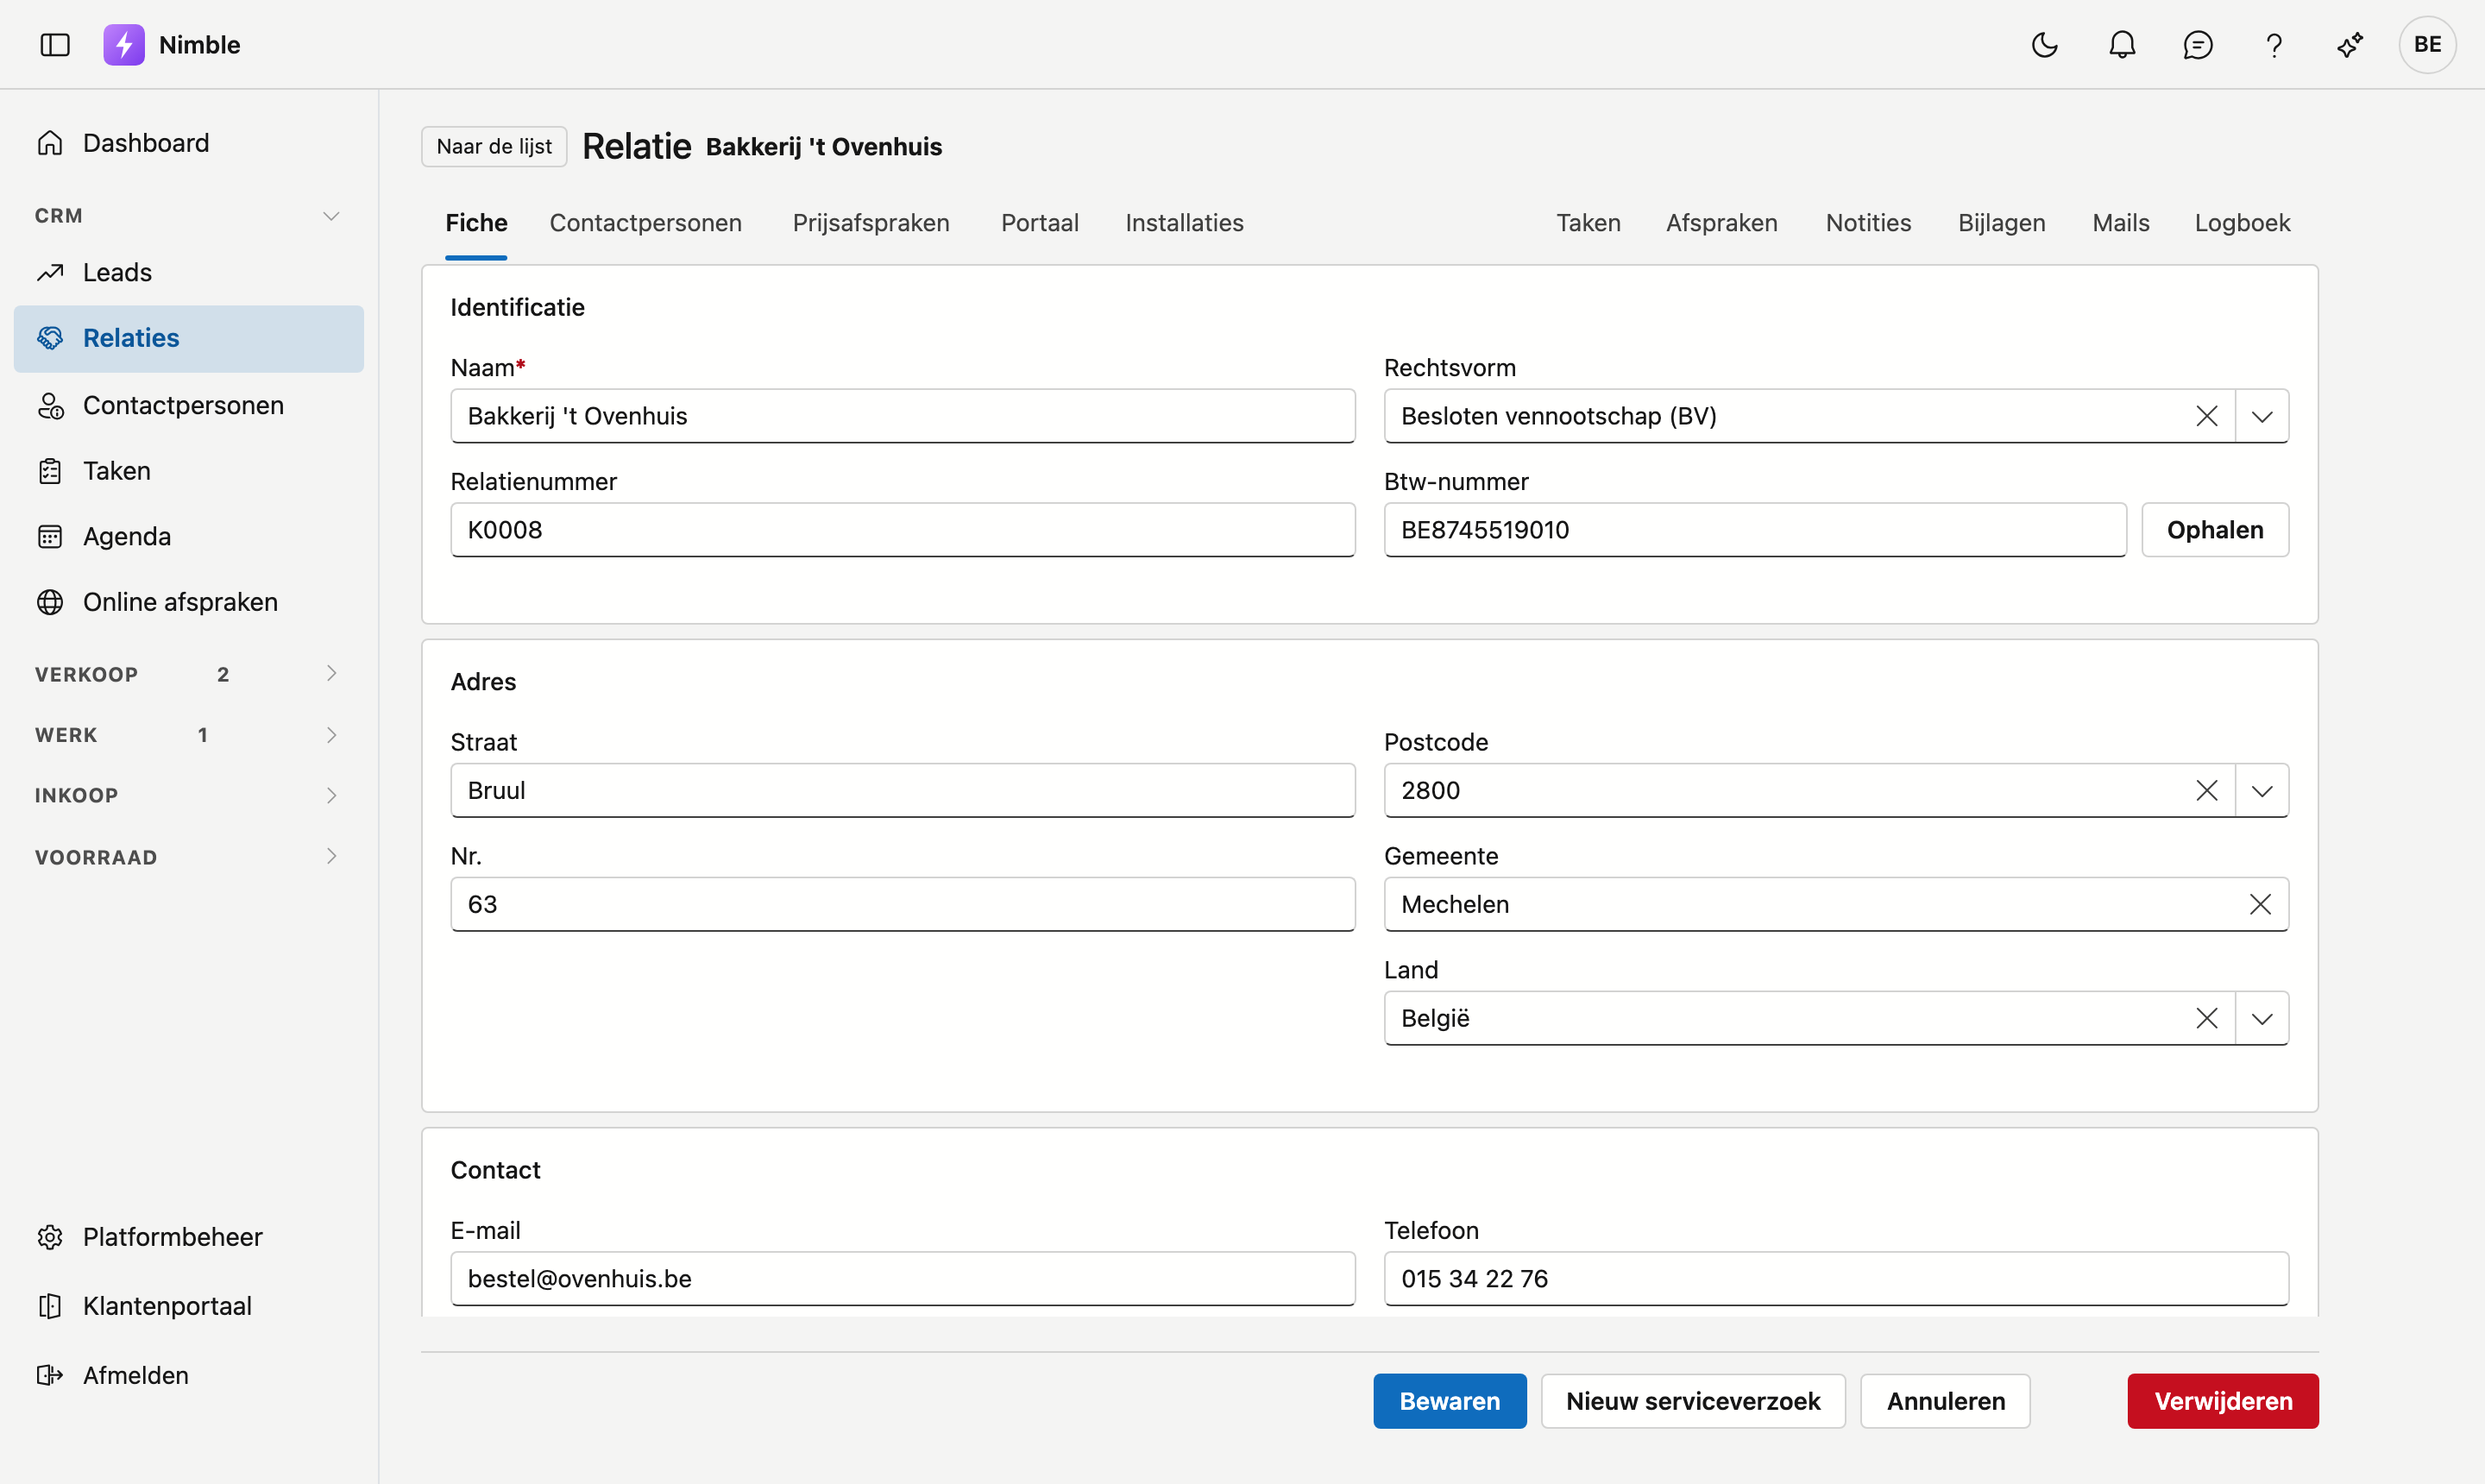 Nimble
BE
Dashboard
CRM
Leads
Relaties
Contactpersonen
Taken
Agenda
Online afspraken
VERKOOP 2
WERK 1
INKOOP
VOORRAAD
Platformbeheer
Klantenportaal
Afmelden
Naar de lijst Relatie Bakkerij 't Ovenhuis
Fiche Contactpersonen Prijsafspraken Portaal Installaties Taken Afspraken Notities Bijlagen Mails Logboek
Identificatie
Naam* Rechtsvorm
Bakkerij 't Ovenhuis Besloten vennootschap (BV)
Relatienummer Btw-nummer
K0008 BE8745519010 Ophalen
Adres
Straat Postcode
Bruul 2800
Nr. Gemeente
63 Mechelen
Land
België
Contact
E-mail Telefoon
bestel@ovenhuis.be 015 34 22 76
Bewaren Nieuw serviceverzoek Annuleren Verwijderen